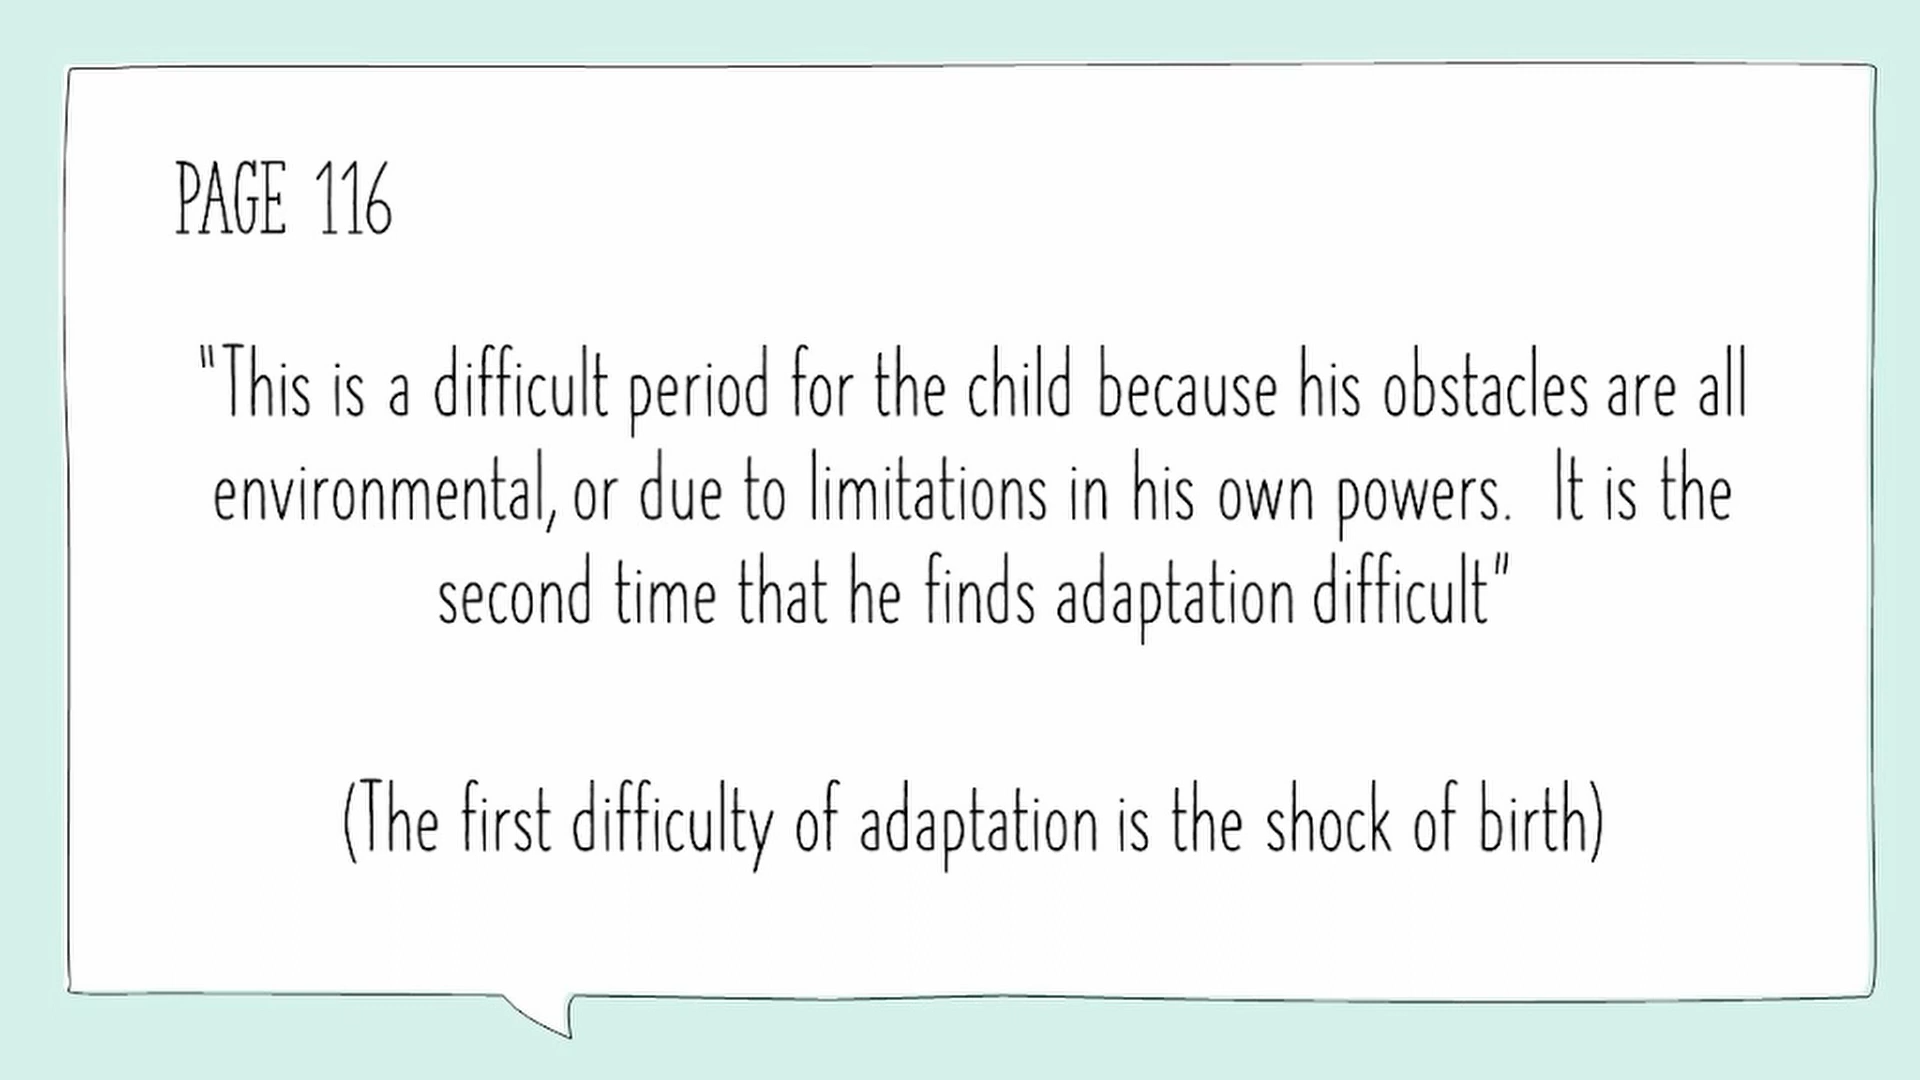 PAGE 116
"This is a difficult period for the child because his obstacles are all
environmental, or due to limitations in his own powers.  It is the
second time that he finds adaptation difficult"
(The first difficulty of adaptation is the shock of birth)